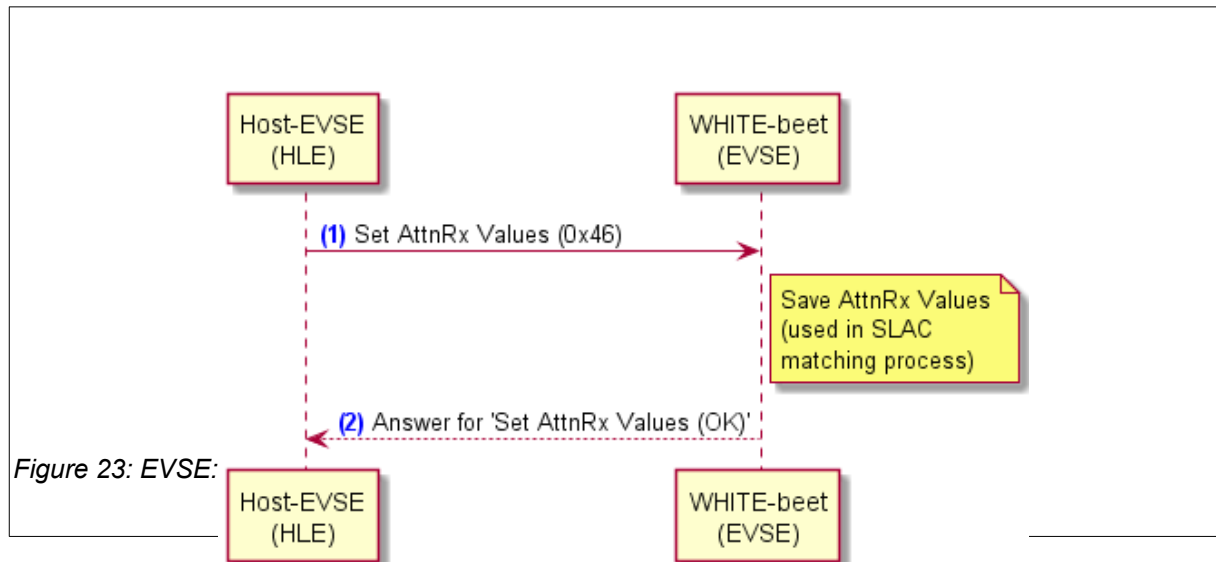 Host-EVSE
(HLE)
WHITE-beet
(EVSE)
(1) Set AttnRx Values (0x46)
Save AttnRx Values
(used in SLAC
matching process)
(2) Answer for 'Set AttnRx Values (OK)'
Figure 23: EVSE:
Host-EVSE
(HLE)
WHITE-beet
(EVSE)